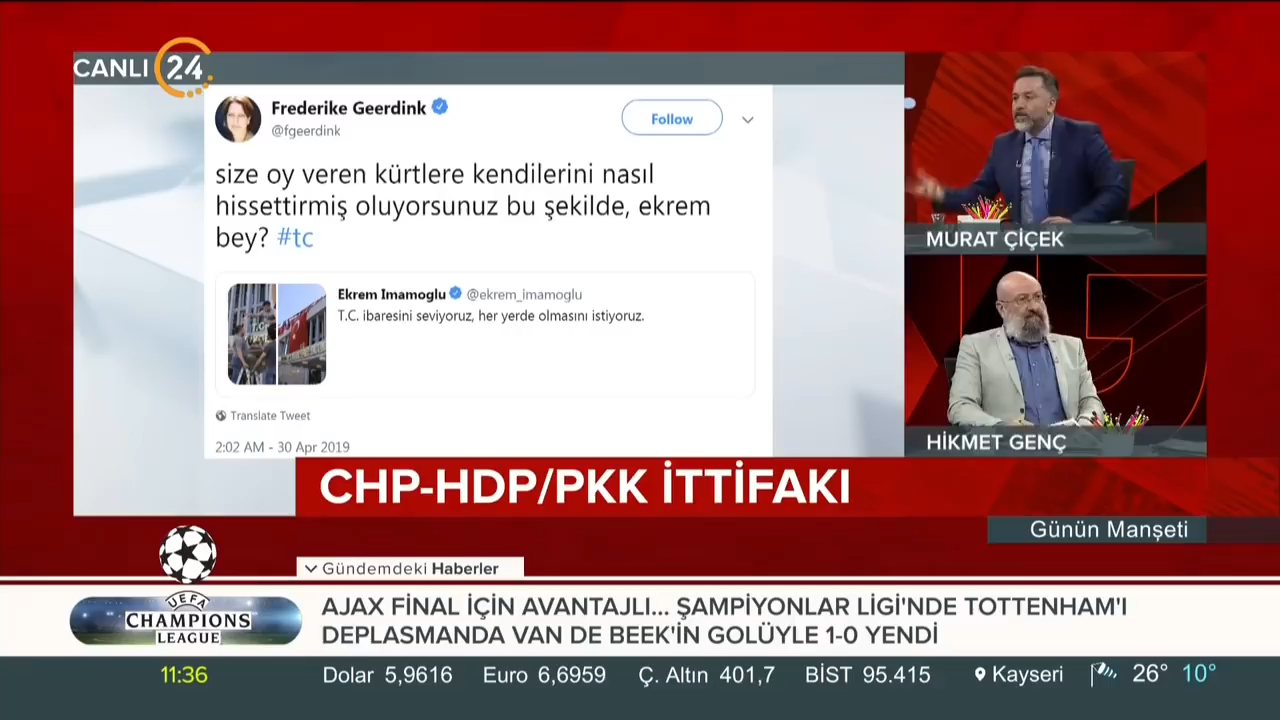 CANLI 24
Frederike Geerdink
@fgeerdink
Follow
size oy veren kürtlere kendilerini nasıl
hissettirmiş oluyorsunuz bu şekilde, ekrem
bey? #tc
Ekrem Imamoglu @ekrem_imamoglu
T.C. ibaresini seviyoruz, her yerde olmasını istiyoruz.
Translate Tweet
2:02 AM - 30 Apr 2019
MURAT ÇİÇEK
HİKMET GENÇ
CHP-HDP/PKK İTTİFAKI
Günün Manşeti
Gündemdeki Haberler
UEFA
CHAMPIONS
LEAGUE
AJAX FİNAL İÇİN AVANTAJLI... ŞAMPİYONLAR LİGİ'NDE TOTTENHAM'I
DEPLASMANDA VAN DE BEEK'İN GOLÜYLE 1-0 YENDİ
11:36 Dolar 5,9616 Euro 6,6959 Ç. Altın 401,7 BİST 95.415 Kayseri 26° 10°